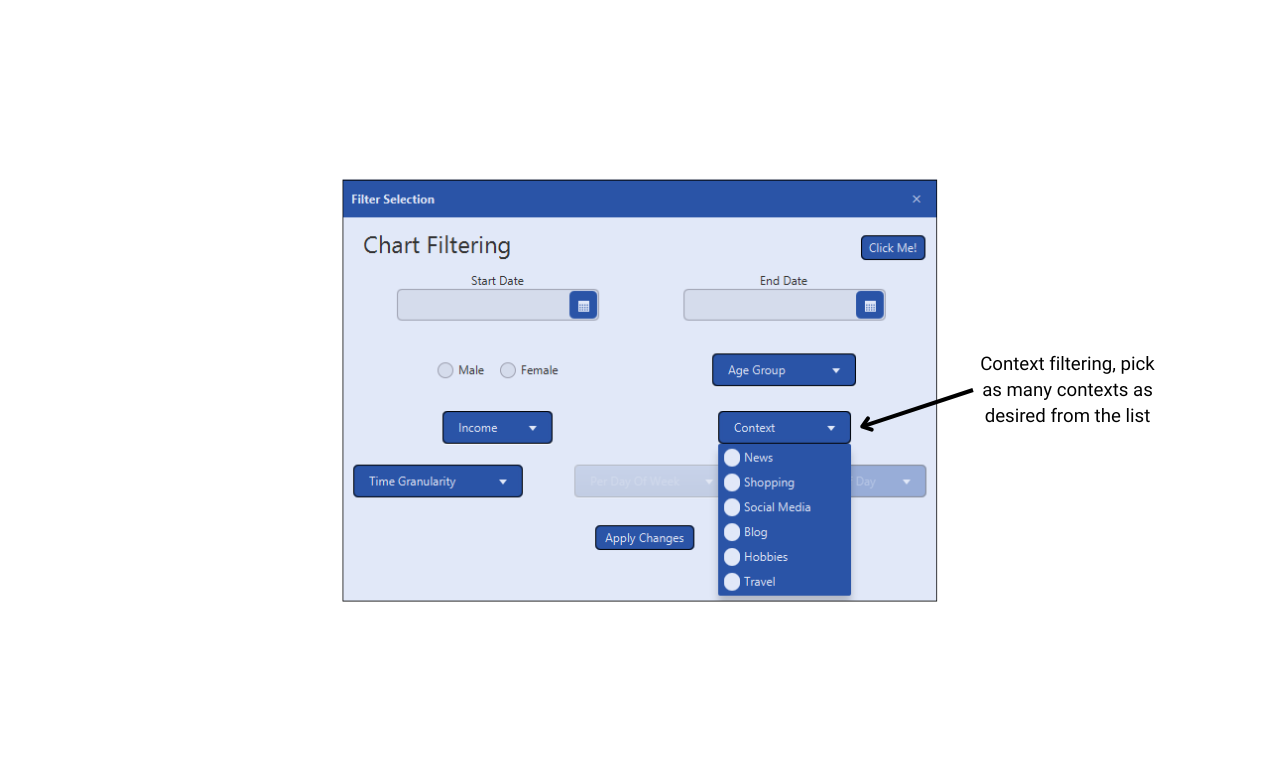 Filter Selection
Chart Filtering
Click Me!
Start Date
End Date
Male
Female
Age Group
Income
Context
News
Shopping
Social Media
Blog
Hobbies
Travel
Time Granularity
Per Day Of Week
Day
Apply Changes
Context filtering, pick
as many contexts as
desired from the list